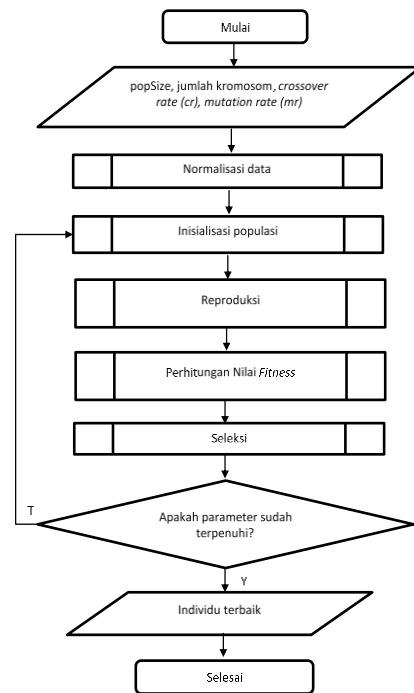 Mulai
popSize, jumlah kromosom, crossover
rate (cr), mutation rate (mr)
Normalisasi data
Inisialisasi populasi
Reproduksi
Perhitungan Nilai Fitness
Seleksi
Apakah parameter sudah
terpenuhi?
T
Y
Individu terbaik
Selesai